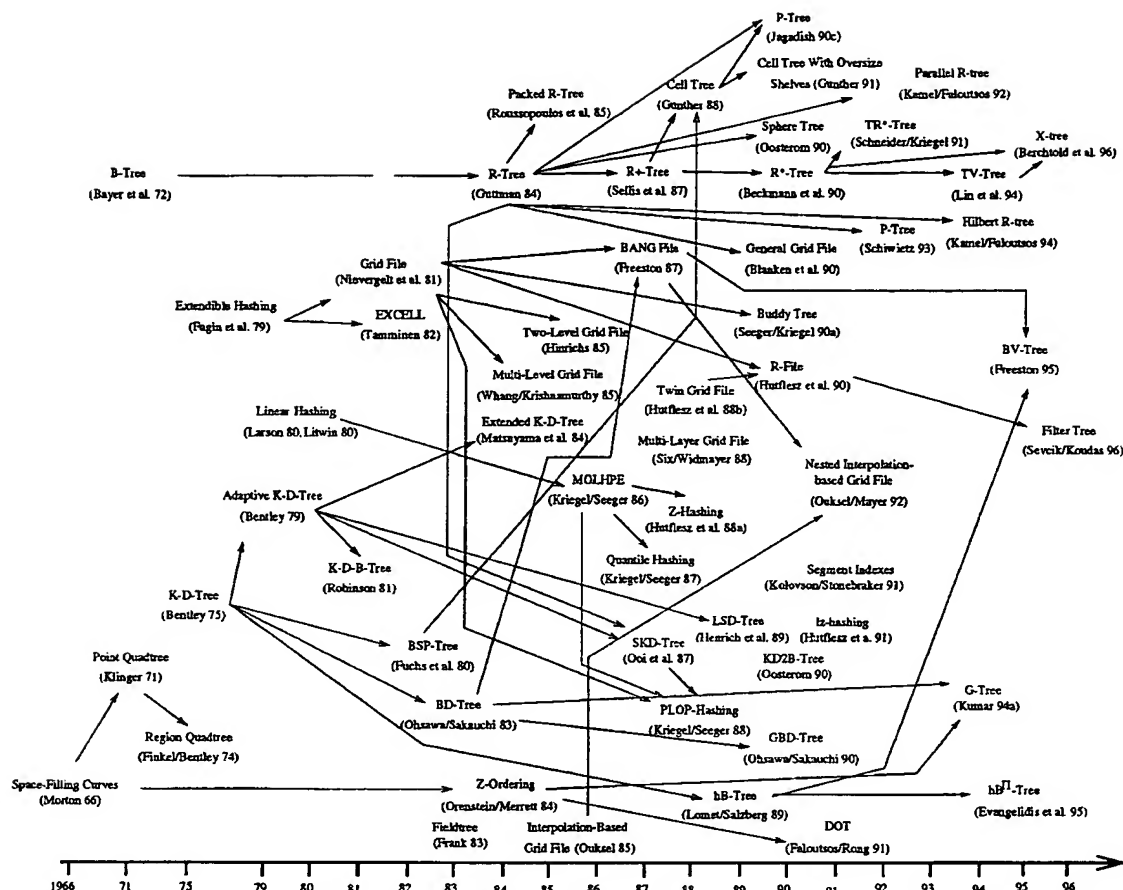 P-Tree
(Jagadish 90c)
Cell Tree With Oversize
Shelves (Gunther 91)
Parallel R-tree
(Kamel/Faloutsos 92)
Cell Tree
(Gunther 88)
Packed R-Tree
(Roussopoulos et al. 85)
Sphere Tree
(Oosterom 90)
TR*-Tree
(Schneider/Kriegel 91)
X-tree
(Berchtold et al. 96)
B-Tree
(Bayer et al. 72)
R-Tree
(Guttman 84)
R+-Tree
(Sellis et al. 87)
R*-Tree
(Beckmann et al. 90)
TV-Tree
(Lin et al. 94)
P-Tree
(Schiwietz 93)
Hilbert R-tree
(Kamel/Faloutsos 94)
BANG File
(Freeston 87)
General Grid File
(Blanken et al. 90)
Grid File
(Nievergelt et al. 81)
Extendible Hashing
(Fagin et al. 79)
EXCELL
(Tamminen 82)
Two-Level Grid File
(Hinrichs 85)
Buddy Tree
(Seeger/Kriegel 90a)
BV-Tree
(Freeston 95)
Multi-Level Grid File
(Whang/Krishnamurthy 85)
R-File
(Hutflesz et al. 90)
Twin Grid File
(Hutflesz et al. 88b)
Linear Hashing
(Larson 80, Litwin 80)
Extended K-D-Tree
(Matsuyama et al. 84)
Multi-Layer Grid File
(Six/Widmayer 88)
Filter Tree
(Sevcik/Koudas 96)
Nested Interpolation-
based Grid File
(Ouksel/Mayer 92)
MOLHPE
(Kriegel/Seeger 86)
Adaptive K-D-Tree
(Bentley 79)
Z-Hashing
(Hutflesz et al. 88a)
Quantile Hashing
(Kriegel/Seeger 87)
K-D-B-Tree
(Robinson 81)
Segment Indexes
(Kolovson/Stonebraker 91)
K-D-Tree
(Bentley 75)
LSD-Tree
(Henrich et al. 89)
lz-hashing
(Hutflesz et a. 91)
BSP-Tree
(Fuchs et al. 80)
SKD-Tree
(Ooi et al. 87)
KD2B-Tree
(Oosterom 90)
Point Quadtree
(Klinger 71)
BD-Tree
(Ohsawa/Sakauchi 83)
PLOP-Hashing
(Kriegel/Seeger 88)
G-Tree
(Kumar 94a)
Region Quadtree
(Finkel/Bentley 74)
GBD-Tree
(Ohsawa/Sakauchi 90)
Space-Filling Curves
(Morton 66)
Z-Ordering
(Orenstein/Merrett 84)
hB-Tree
(Lomet/Salzberg 89)
hBΠ-Tree
(Evangelidis et al. 95)
Fieldtree
(Frank 83)
Interpolation-Based
Grid File (Ouksel 85)
DOT
(Faloutsos/Rong 91)
1966 71 75 79 80 81 82 83 84 85 86 87 88 89 90 91 92 93 94 95 96